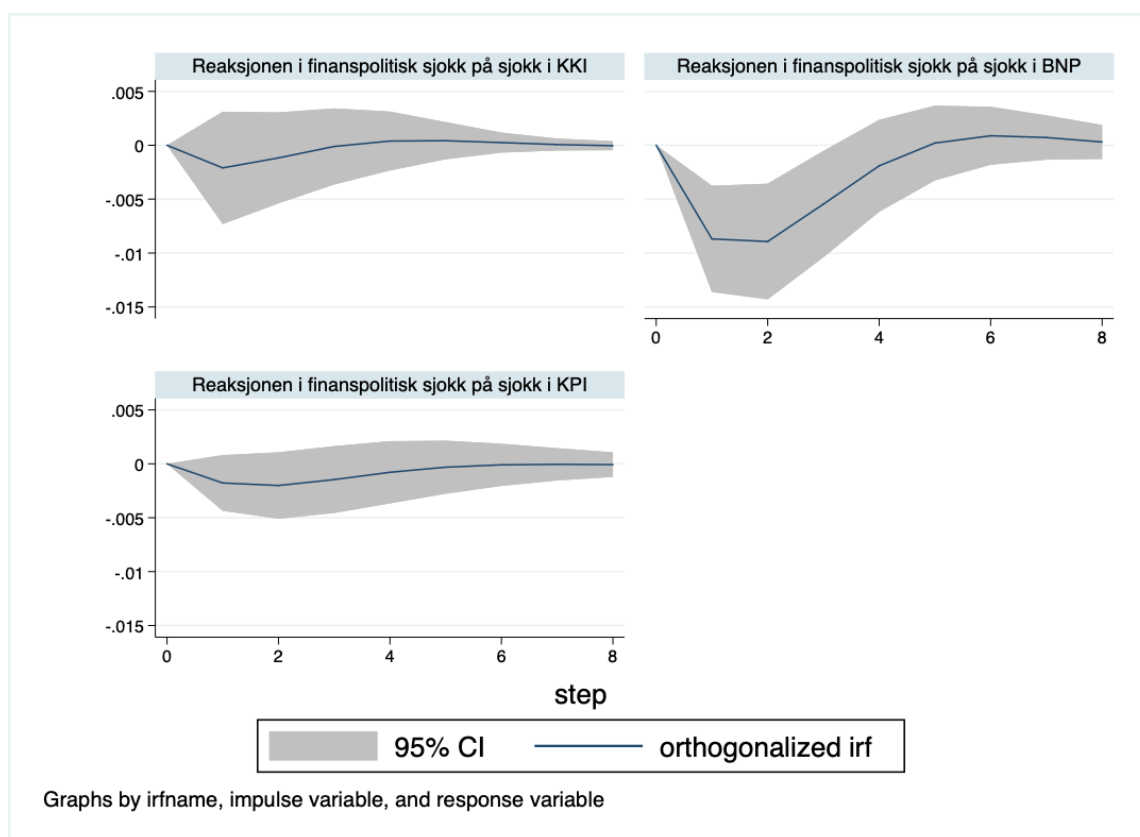 Reaksjonen i finanspolitisk sjokk på sjokk i KKI
Reaksjonen i finanspolitisk sjokk på sjokk i BNP
.005
0
-.005
-.01
-.015
0 2 4 6 8
Reaksjonen i finanspolitisk sjokk på sjokk i KPI
.005
0
-.005
-.01
-.015
0 2 4 6 8
step
95% CI
orthogonalized irf
Graphs by irfname, impulse variable, and response variable